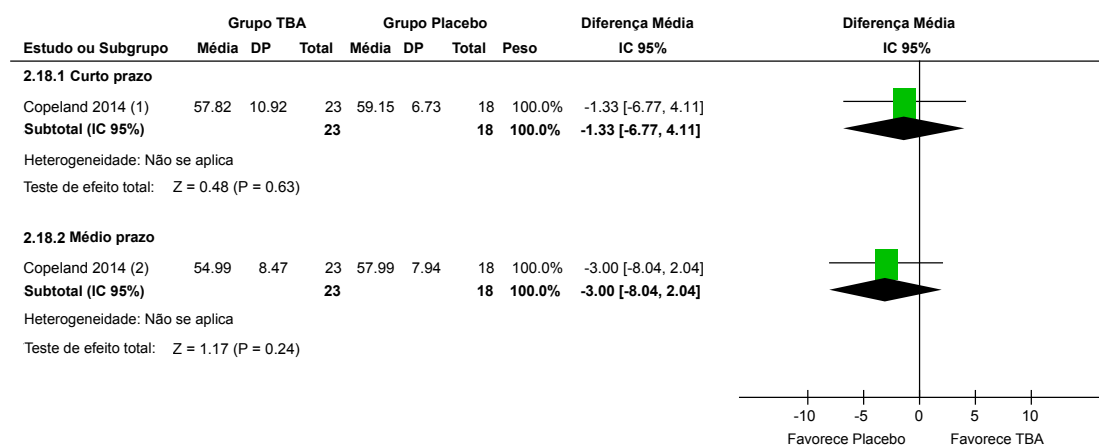 Grupo TBA Grupo Placebo Diferença Média Diferença Média
Estudo ou Subgrupo Média DP Total Média DP Total Peso IC 95% IC 95%
2.18.1 Curto prazo
Copeland 2014 (1) 57.82 10.92 23 59.15 6.73 18 100.0% -1.33 [-6.77, 4.11]
Subtotal (IC 95%) 23 18 100.0% -1.33 [-6.77, 4.11]
Heterogeneidade: Não se aplica
Teste de efeito total: Z = 0.48 (P = 0.63)
2.18.2 Médio prazo
Copeland 2014 (2) 54.99 8.47 23 57.99 7.94 18 100.0% -3.00 [-8.04, 2.04]
Subtotal (IC 95%) 23 18 100.0% -3.00 [-8.04, 2.04]
Heterogeneidade: Não se aplica
Teste de efeito total: Z = 1.17 (P = 0.24)
-10 -5 0 5 10
Favorece Placebo Favorece TBA